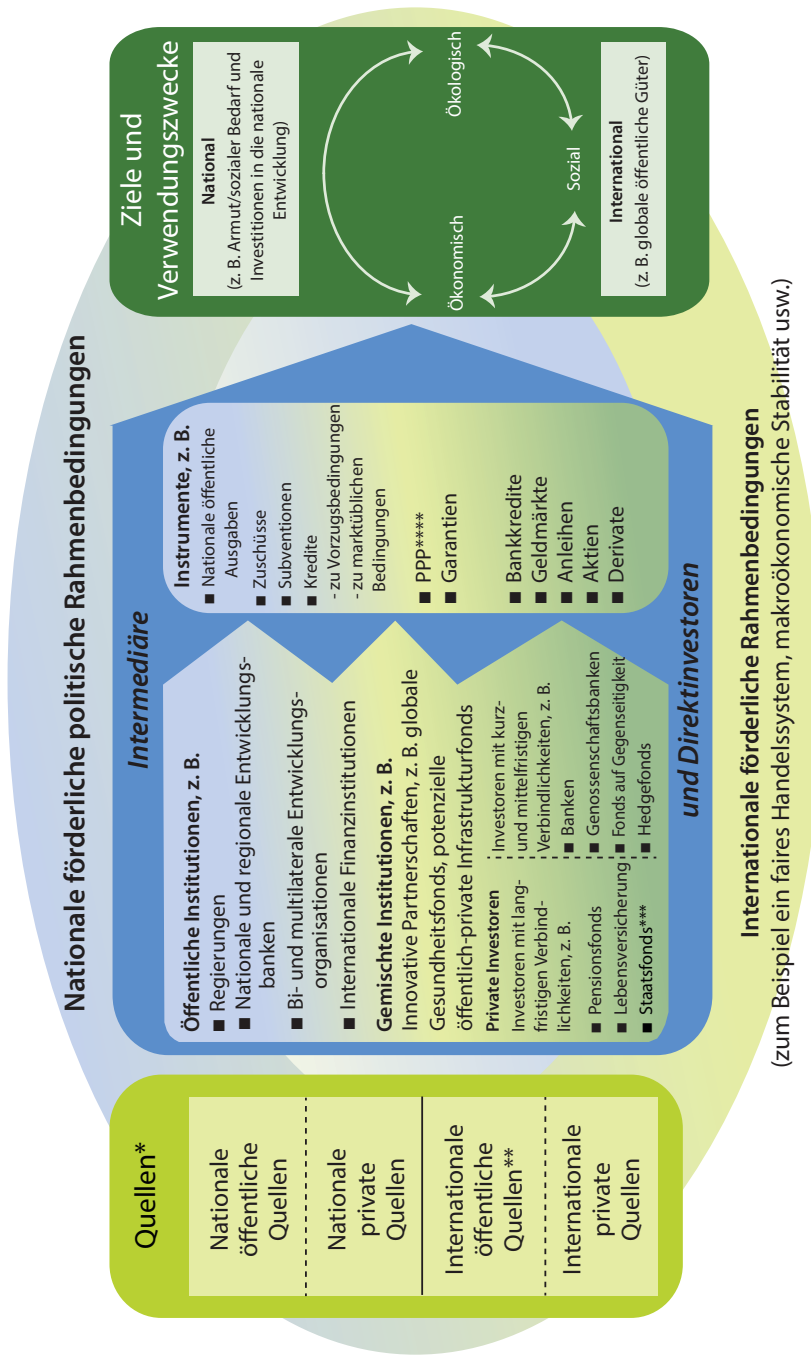 Nationale förderliche politische Rahmenbedingungen
Quellen*
Nationale
öffentliche
Quellen
Nationale
private
Quellen
Internationale
öffentliche
Quellen**
Internationale
private
Quellen
Intermediäre
Öffentliche Institutionen, z. B.
■ Regierungen
■ Nationale und regionale Entwicklungs-
banken
■ Bi- und multilaterale Entwicklungs-
organisationen
■ Internationale Finanzinstitutionen
Gemischte Institutionen, z. B.
Innovative Partnerschaften, z. B. globale
Gesundheitsfonds, potenzielle
öffentlich-private Infrastrukturfonds
Private Investoren
Investoren mit lang-
fristigen Verbind-
lichkeiten, z. B.
■ Pensionsfonds
■ Lebensversicherung
■ Staatsfonds***
Investoren mit kurz-
und mittelfristigen
Verbindlichkeiten, z. B.
■ Banken
■ Genossenschaftsbanken
■ Fonds auf Gegenseitigkeit
■ Hedgefonds
Instrumente, z. B.
■ Nationale öffentliche
Ausgaben
■ Zuschüsse
■ Subventionen
■ Kredite
- zu Vorzugsbedingungen
- zu marktüblichen
Bedingungen
■ PPP****
■ Garantien
■ Bankkredite
■ Geldmärkte
■ Anleihen
■ Aktien
■ Derivate
und Direktinvestoren
Ziele und
Verwendungszwecke
National
(z. B. Armut/sozialer Bedarf und
Investitionen in die nationale
Entwicklung)
Ökonomisch
Ökologisch
Sozial
International
(z. B. globale öffentliche Güter)
Internationale förderliche Rahmenbedingungen
(zum Beispiel ein faires Handelssystem, makroökonomische Stabilität usw.)